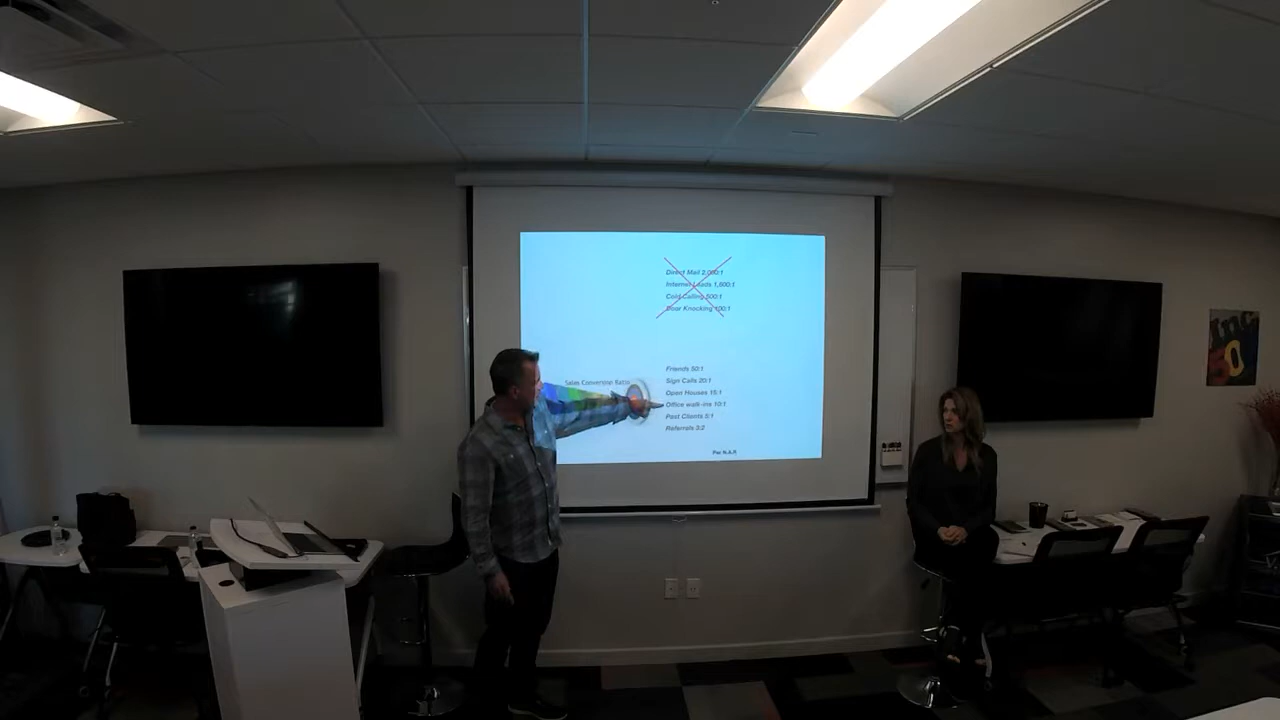 Direct Mail 2,000:1
Internet Leads 1,600:1
Cold Calling 500:1
Door Knocking 100:1
Sales Conversion Ratio
Friends 50:1
Sign Calls 20:1
Open Houses 15:1
Office walk-ins 10:1
Past Clients 5:1
Referrals 3:2
Per N.A.R